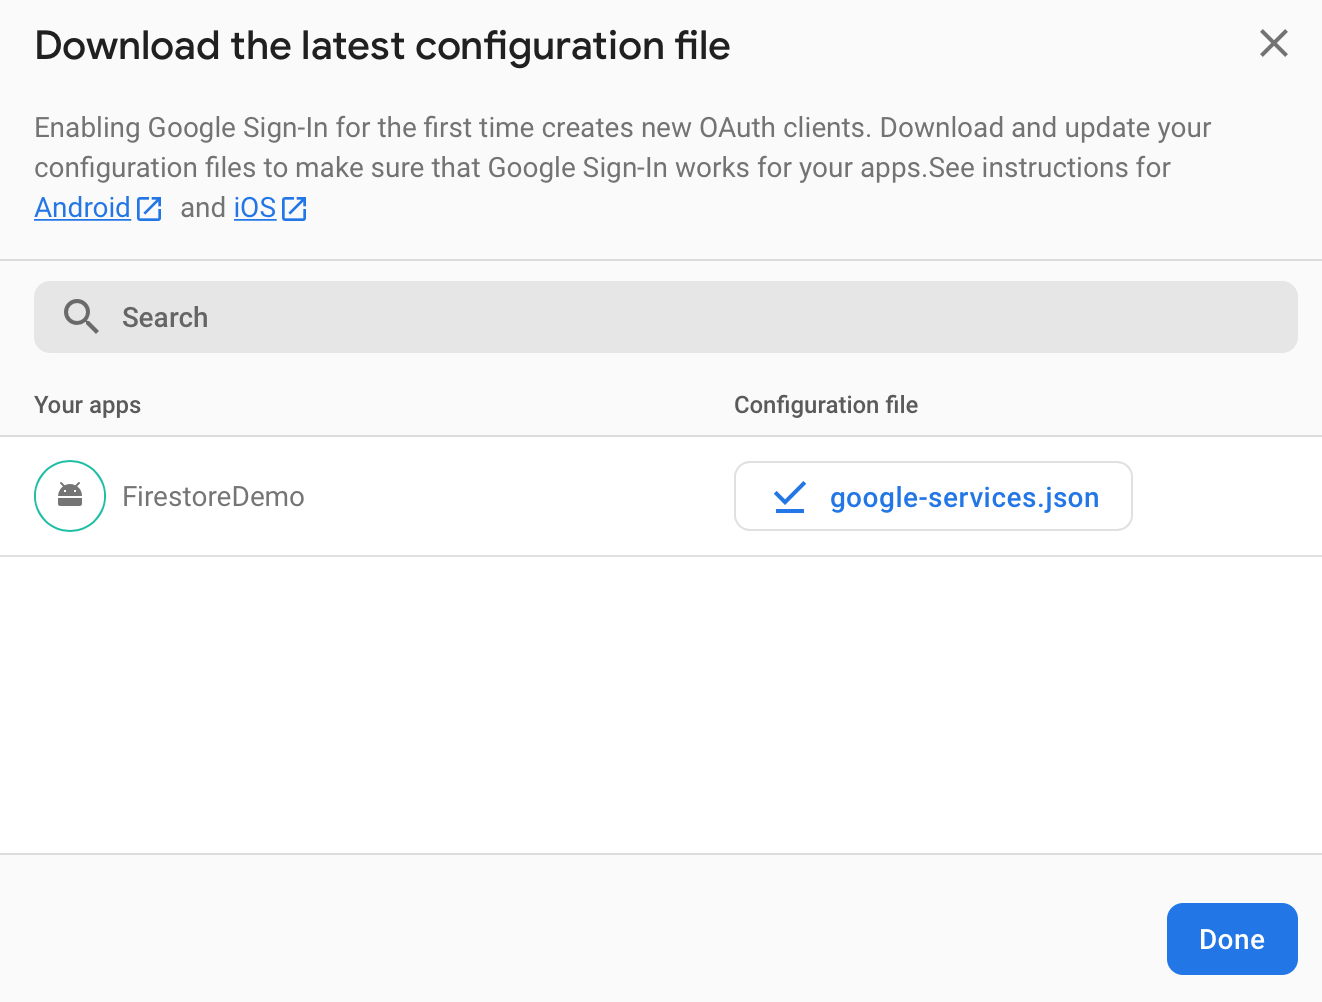 Download the latest configuration file
Enabling Google Sign-In for the first time creates new OAuth clients. Download and update your
configuration files to make sure that Google Sign-In works for your apps.See instructions for
Android and iOS
Search
Your apps
Configuration file
FirestoreDemo
google-services.json
Done